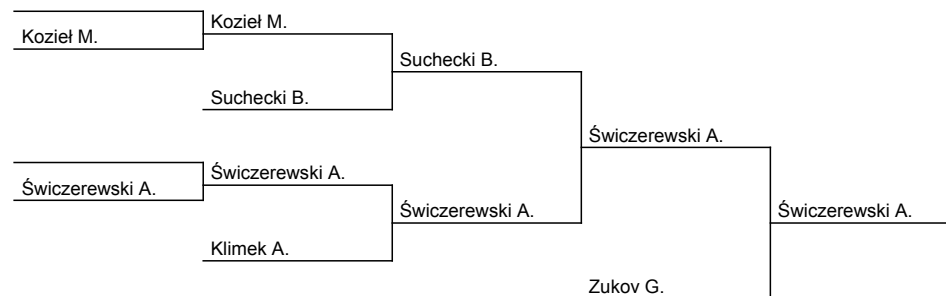 Kozieł M.
Kozieł M.
Suchecki B.
Suchecki B.
Świczerewski A.
Świczerewski A.
Świczerewski A.
Świczerewski A.
Świczerewski A.
Klimek A.
Zukov G.